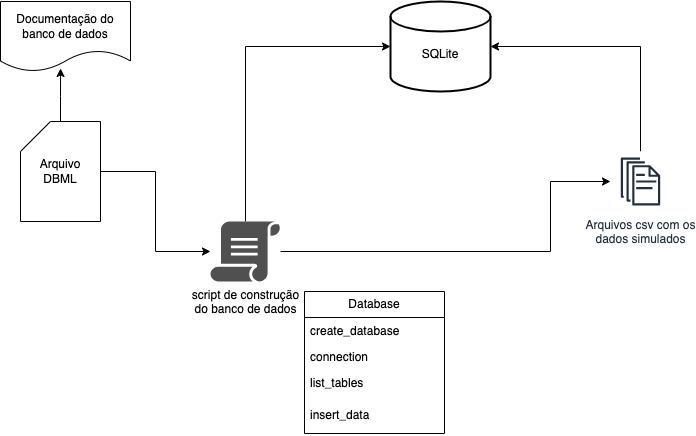 Documentação do
banco de dados
SQLite
Arquivo
DBML
Arquivos csv com os
dados simulados
script de construção
do banco de dados
Database
create_database
connection
list_tables
insert_data